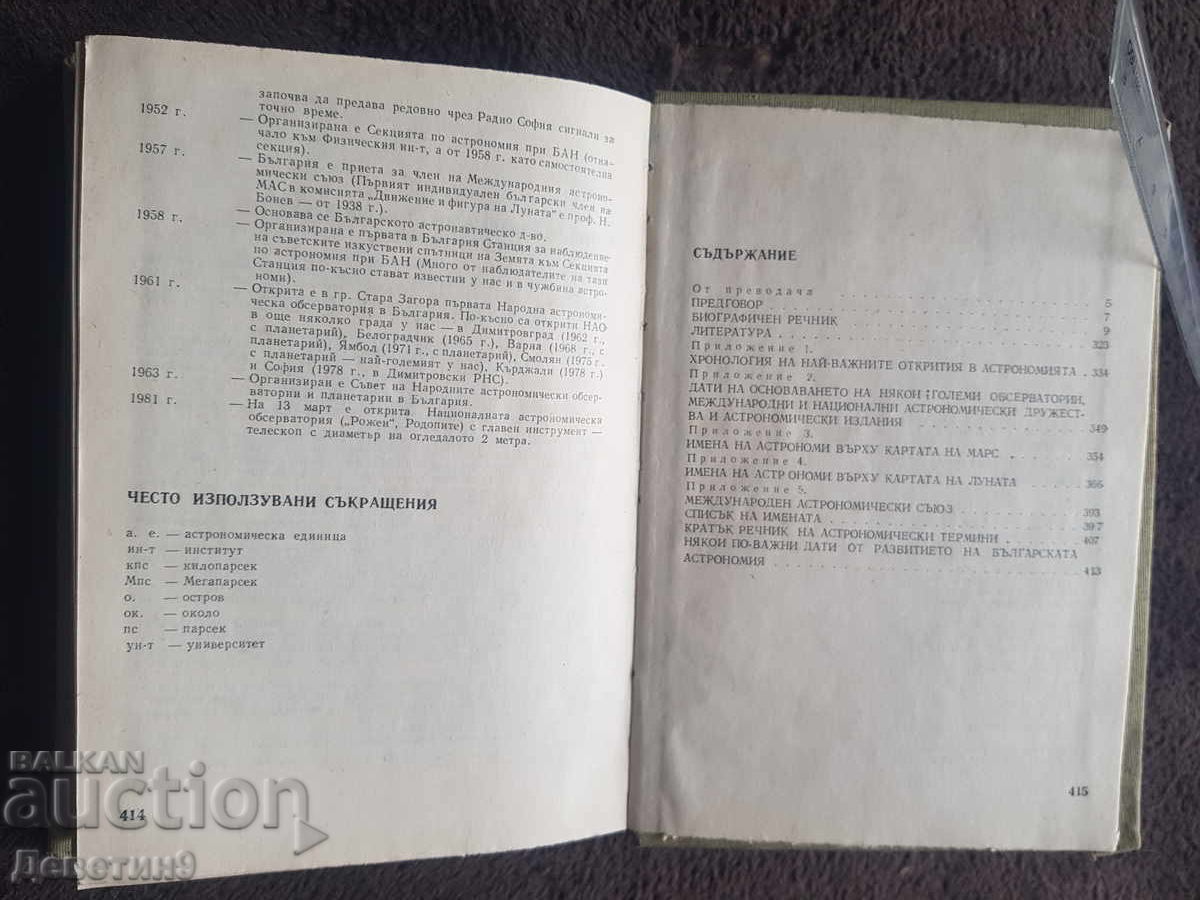 започва да предава редовно чрез Радио София сигнали за
точно време.
1952 г. — Организирана е Секцията по астрономия при БАН (отна-
чало към Физическия ин-т, а от 1958 г. като самостоятелна
секция).
1957 г. — България е приета за член на Международния астроно-
мически съюз (Първият индивидуален български член на
МАС в комисията „Движение и фигура на Луната“ е проф. Н.
Бонев — от 1938 г.).
— Основава се Българското астронавтическо д-во.
1958 г. — Организирана е първата в България Станция за наблюдение
на съветските изкуствени спътници на Земята към Секцията
по астрономия при БАН (Много от наблюдателите на тази
Станция по-късно стават известни у нас и в чужбина астро-
номи).
1961 г. — Открита е в гр. Стара Загора първата Народна астрономи-
ческа обсерватория в България. По-късно са открити НАО
в още няколко града у нас — в Димитровград (1962 г.,
с планетарий), Белоградчик (1965 г.), Варна (1968 г., с
планетарий), Ямбол (1971 г., с планетарий), Смолян (1975 г.
с планетарий — най-големият у нас), Кърджали (1978 г.)
и София (1978 г., в Димитровски РНС).
1963 г. — Организиран е Съвет на Народните астрономически обсер-
ватории и планетарии в България.
1981 г. — На 13 март е открита Националната астрономическа
обсерватория („Рожен“, Родопите) с главен инструмент —
телескоп с диаметър на огледалото 2 метра.
ЧЕСТО ИЗПОЛЗУВАНИ СЪКРАЩЕНИЯ
а. е. — астрономическа единица
ин-т — институт
кпс — килопарсек
Мпс — Мегапарсек
о. — остров
ок. — около
пс — парсек
ун-т — университет
414
СЪДЪРЖАНИЕ
От преводача 5
ПРЕДГОВОР 7
БИОГРАФИЧЕН РЕЧНИК 9
ЛИТЕРАТУРА 323
Приложение 1.
ХРОНОЛОГИЯ НА НАЙ-ВАЖНИТЕ ОТКРИТИЯ В АСТРОНОМИЯТА . 334
Приложение 2.
ДАТИ НА ОСНОВАВАНЕТО НА НЯКОИ ГОЛЕМИ ОБСЕРВАТОРИИ,
МЕЖДУНАРОДНИ И НАЦИОНАЛНИ АСТРОНОМИЧЕСКИ ДРУЖЕСТ-
ВА И АСТРОНОМИЧЕСКИ ИЗДАНИЯ 349
Приложение 3.
ИМЕНА НА АСТРОНОМИ ВЪРХУ КАРТАТА НА МАРС 354
Приложение 4.
ИМЕНА НА АСТРОНОМИ ВЪРХУ КАРТАТА НА ЛУНАТА 366
Приложение 5.
МЕЖДУНАРОДЕН АСТРОНОМИЧЕСКИ СЪЮЗ 393
СПИСЪК НА ИМЕНАТА 397
КРАТЪК РЕЧНИК НА АСТРОНОМИЧЕСКИ ТЕРМИНИ 407
НЯКОИ ПО-ВАЖНИ ДАТИ ОТ РАЗВИТИЕТО НА БЪЛГАРСКАТА
АСТРОНОМИЯ 413
415
BALKAN
auction
Деветин9